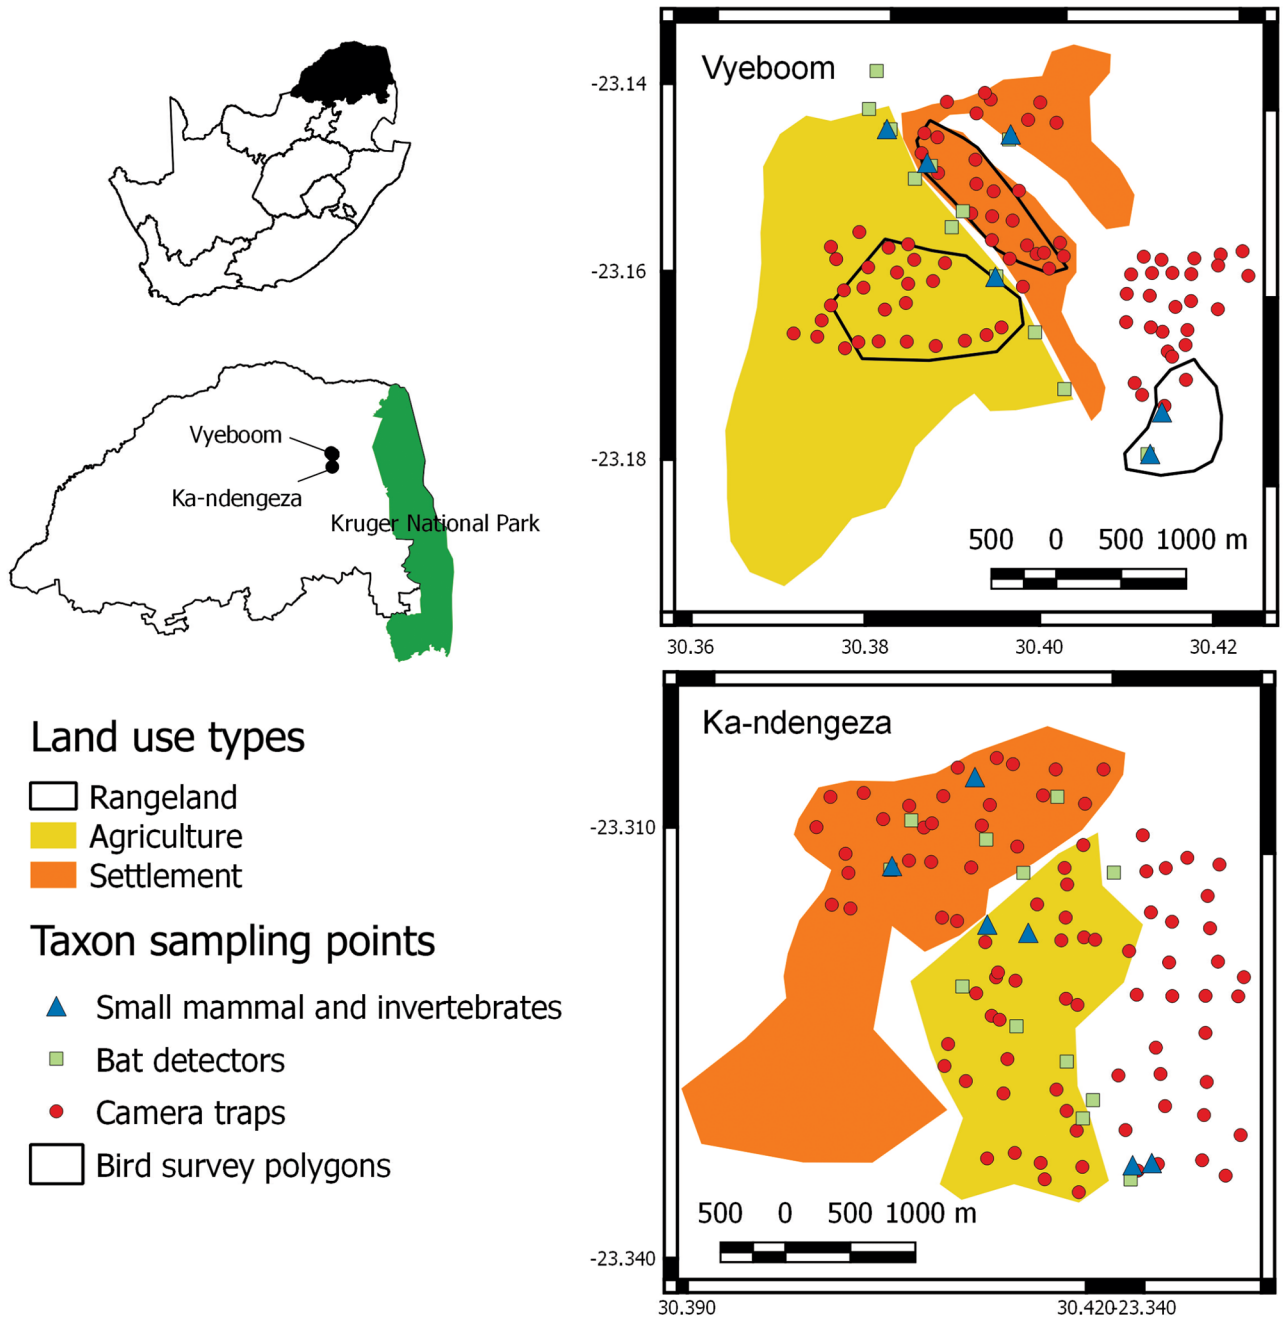 Vyeboom
-23.14
-23.16
-23.18
500 0 500 1000 m
30.36 30.38 30.40 30.42
Vyeboom
Ka-ndengeza
Kruger National Park
Ka-ndengeza
-23.310
-23.340
500 0 500 1000 m
30.390 30.420 -23.340
Land use types
Rangeland
Agriculture
Settlement
Taxon sampling points
Small mammal and invertebrates
Bat detectors
Camera traps
Bird survey polygons